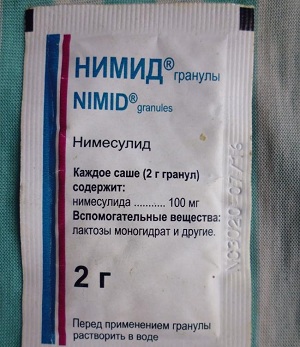 НИМИД® гранулы
NIMID® granules
Нимесулид
Каждое саше (2 г гранул)
содержит:
нимесулида ........... 100 мг
Вспомогательные вещества:
лактозы моногидрат и другие.
2 г
Перед применением гранулы
растворить в воде